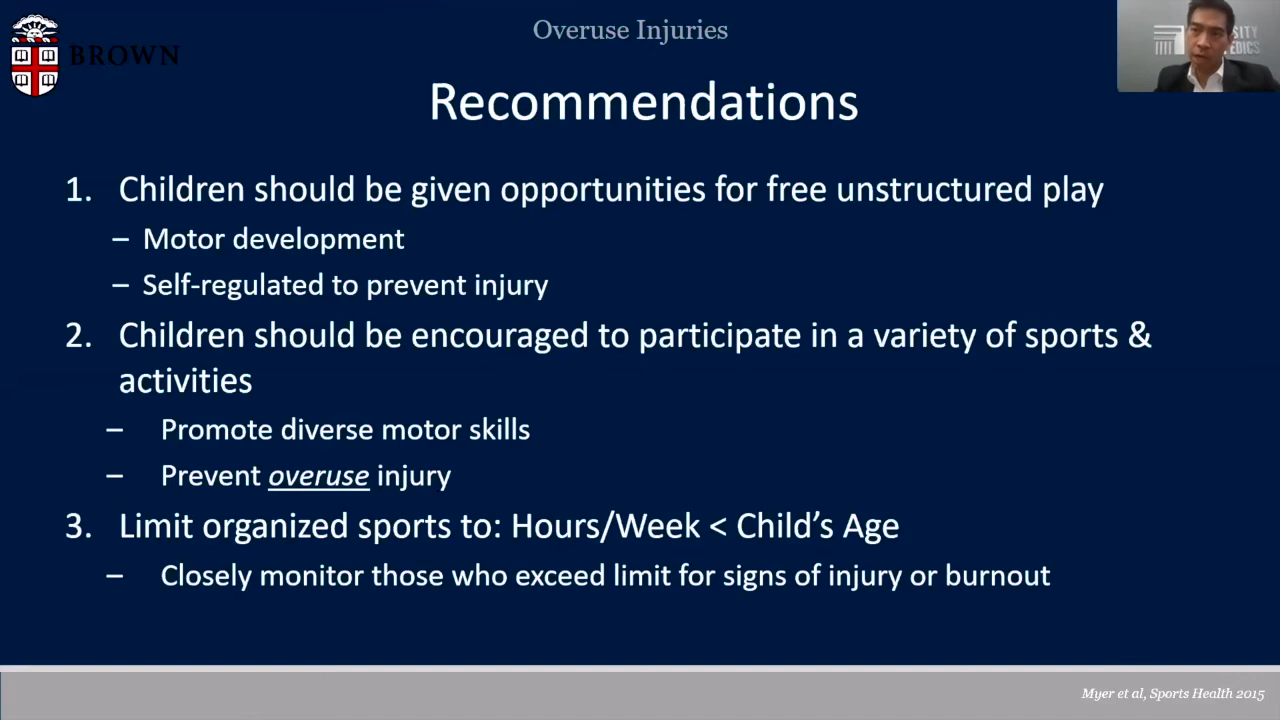 Overuse Injuries
BROWN
Recommendations
1. Children should be given opportunities for free unstructured play
– Motor development
– Self-regulated to prevent injury
2. Children should be encouraged to participate in a variety of sports &
activities
– Promote diverse motor skills
– Prevent overuse injury
3. Limit organized sports to: Hours/Week < Child's Age
– Closely monitor those who exceed limit for signs of injury or burnout
Myer et al, Sports Health 2015